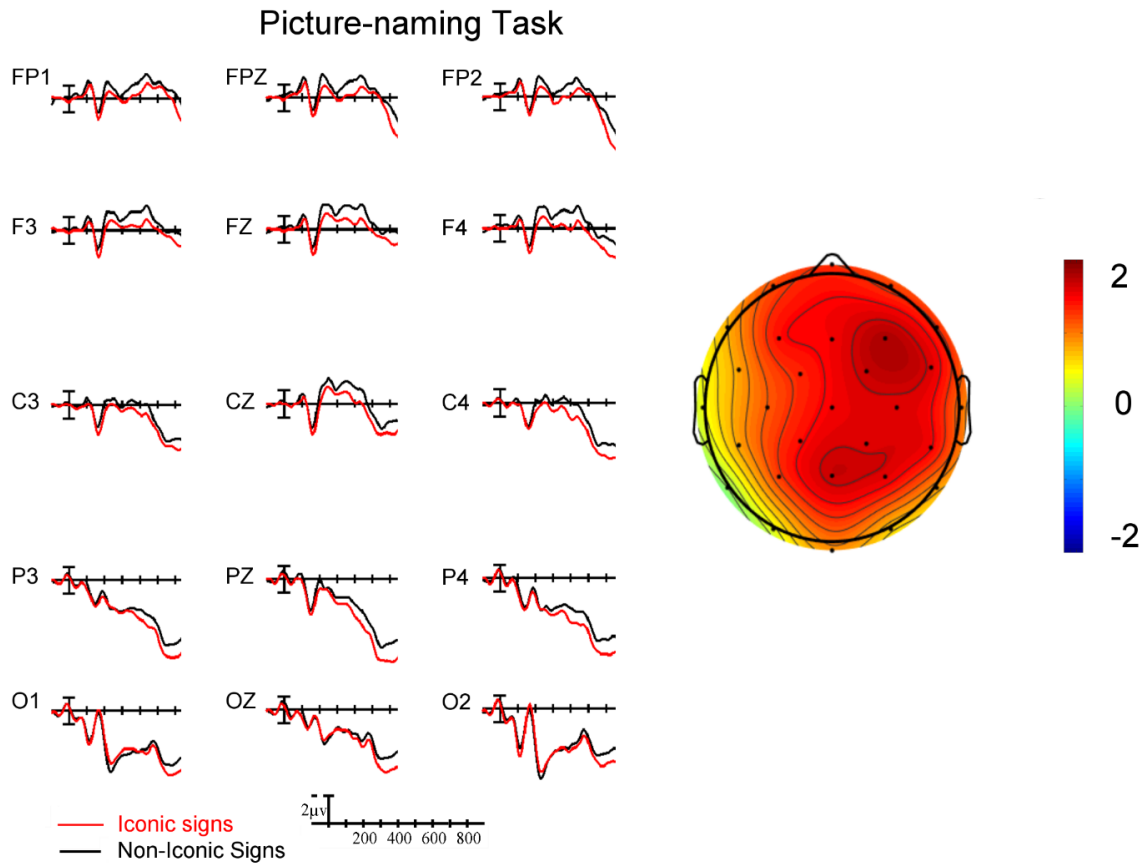 Picture-naming Task
FP1 FPZ FP2
F3 FZ F4
C3 CZ C4
P3 PZ P4
O1 OZ O2
2
0
-2
2μv
200 400 600 800
Iconic signs
Non-Iconic Signs